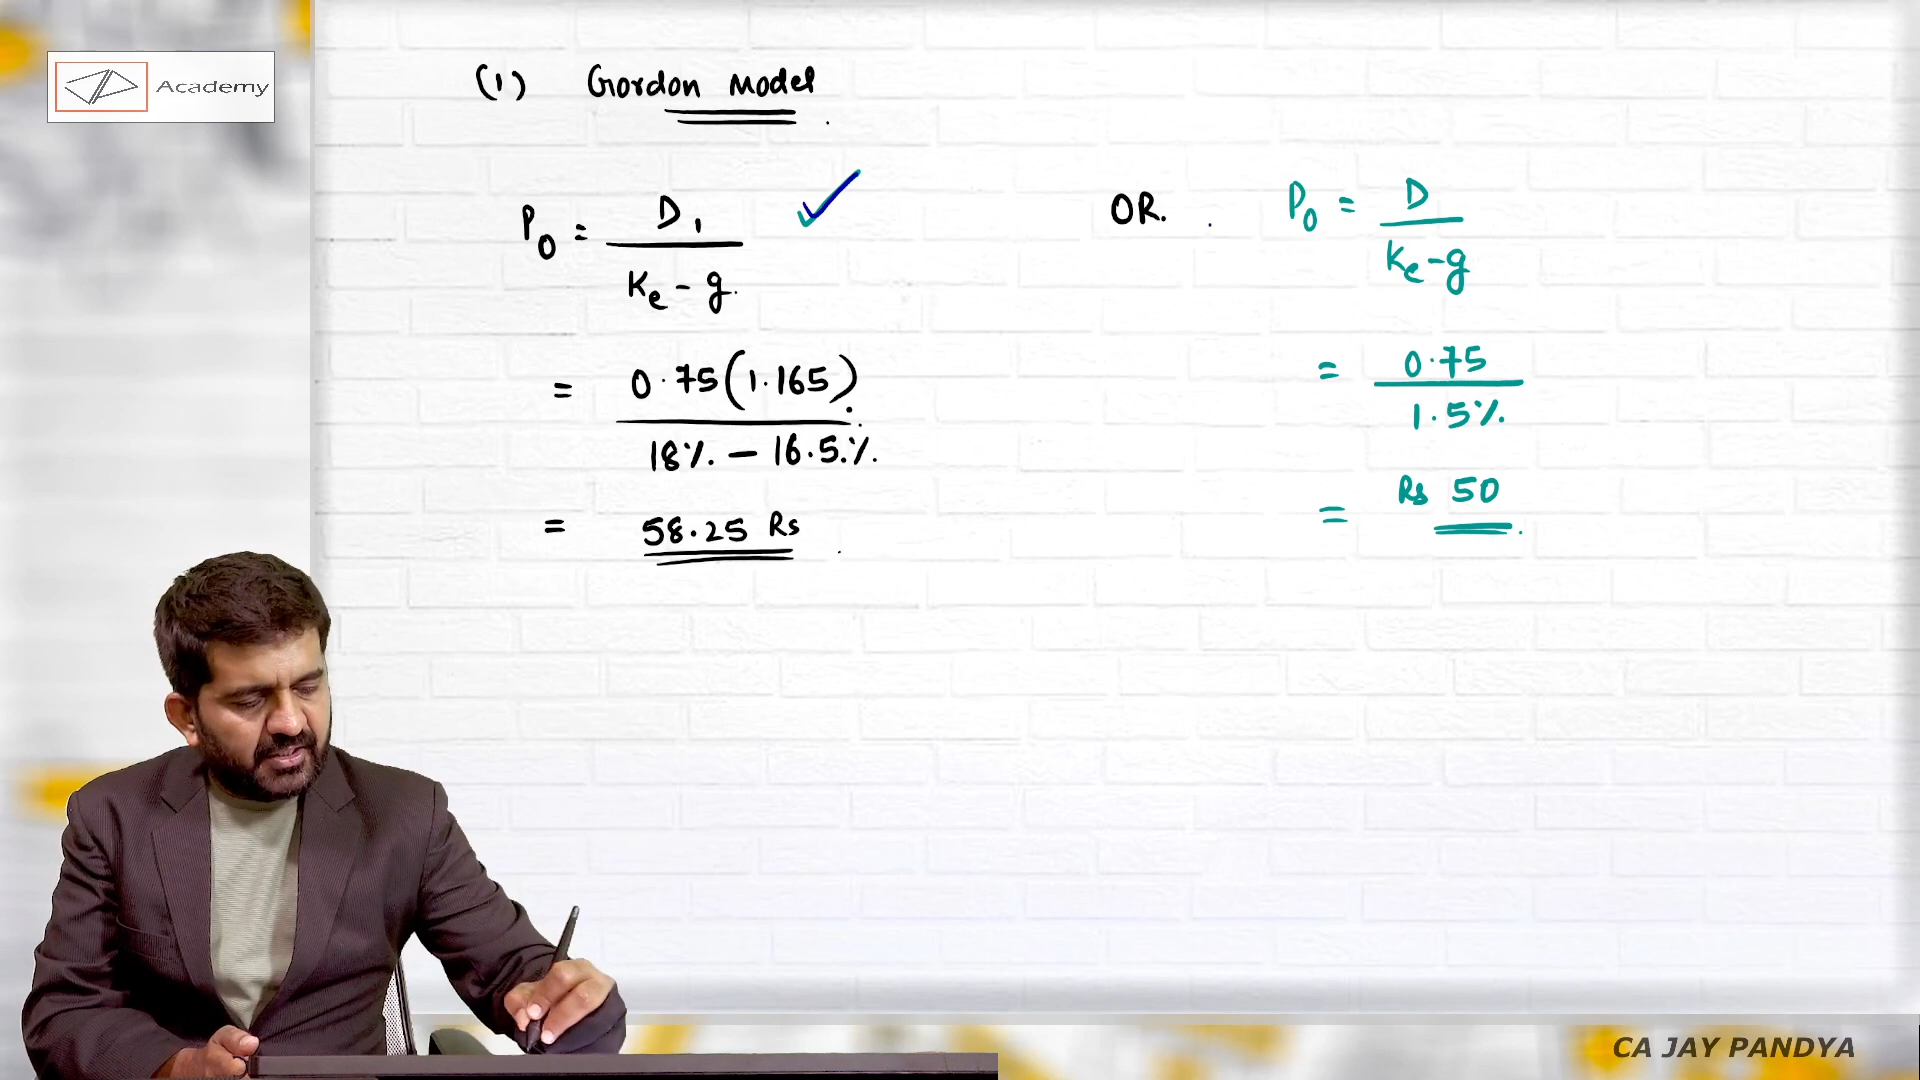 Academy
(1) Gordon Model
P0 = D1 / Ke - g.
= 0.75(1.165) / 18% - 16.5%
= 58.25 Rs
OR.
P0 = D / Ke-g
= 0.75 / 1.5%
= Rs 50
CA JAY PANDYA